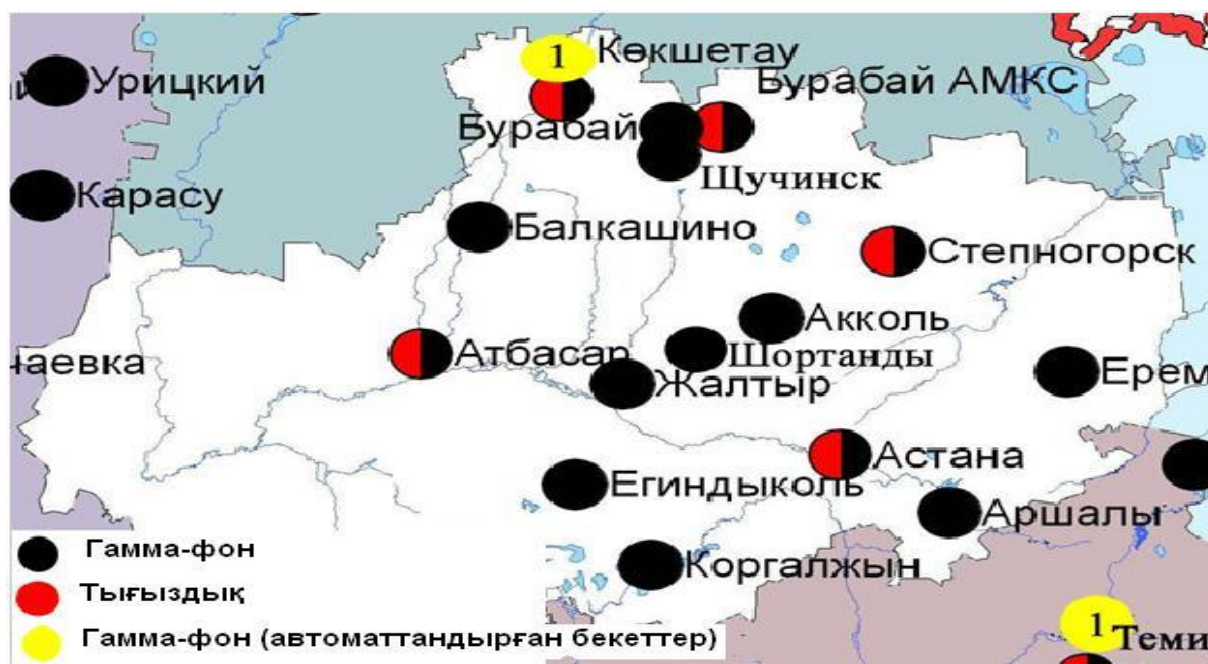 1 Көкшетау
Урицкий
Бурабай АМКС
Бурабай
Карасу
Щучинск
Балкашино
Степногорск
Акколь
Шортанды
Атбасар
Жалтыр
чаевка
Ерем
Астана
Егиндыколь
Аршалы
Коргалжын
Гамма-фон
Тығыздық
Гамма-фон (автоматтандырған бекеттер)
1 Теми